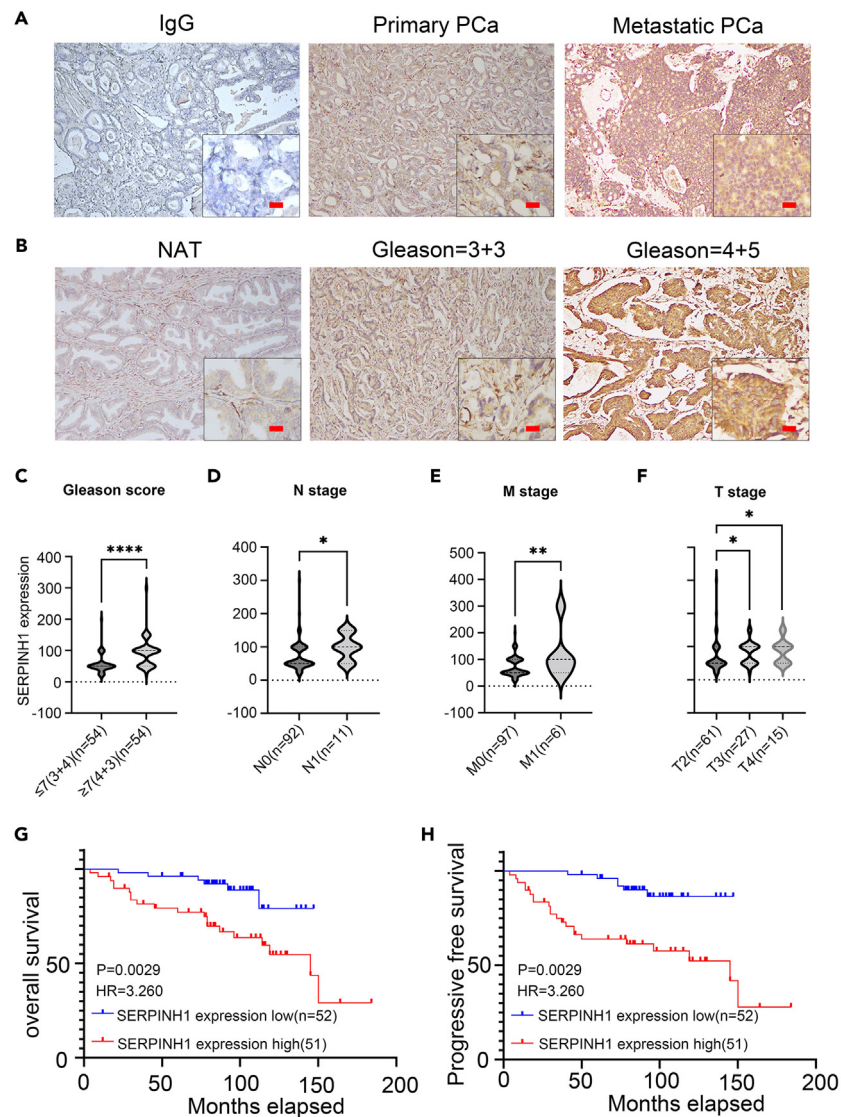 A
IgG
Primary PCa
Metastatic PCa
B
NAT
Gleason=3+3
Gleason=4+5
C
Gleason score
D
N stage
E
M stage
F
T stage
SERPINH1 expression
400
300
200
100
0
-100
****
≤7(3+4)(n=54)
≥7(4+3)(n=54)
400
300
200
100
0
-100
*
N0(n=92)
N1(n=11)
500
400
300
200
100
0
-100
**
M0(n=97)
M1(n=6)
*
*
T2(n=61)
T3(n=27)
T4(n=15)
G
overall survival
50
0
P=0.0029
HR=3.260
SERPINH1 expression low(n=52)
SERPINH1 expression high(51)
0 50 100 150 200
Months elapsed
H
Progressive free survival
50
0
P=0.0029
HR=3.260
SERPINH1 expression low(n=52)
SERPINH1 expression high(51)
0 50 100 150 200
Months elapsed